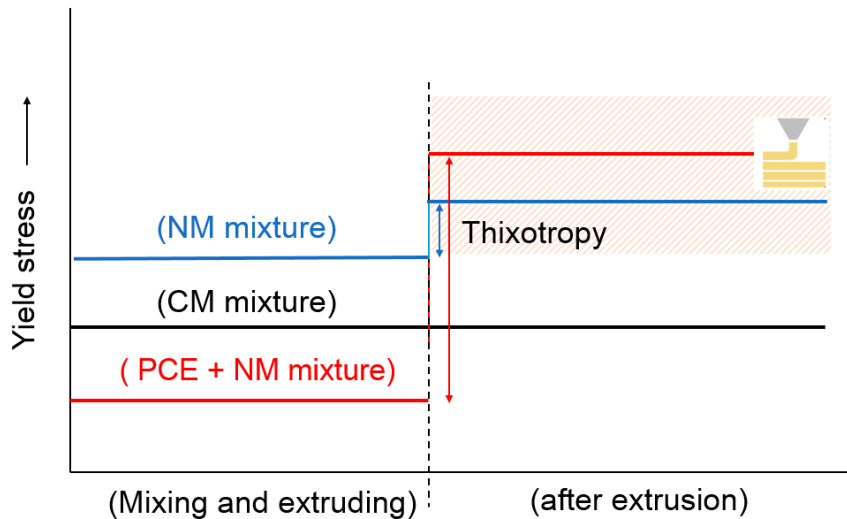 Yield stress
(NM mixture)
Thixotropy
(CM mixture)
( PCE + NM mixture)
(Mixing and extruding)
(after extrusion)